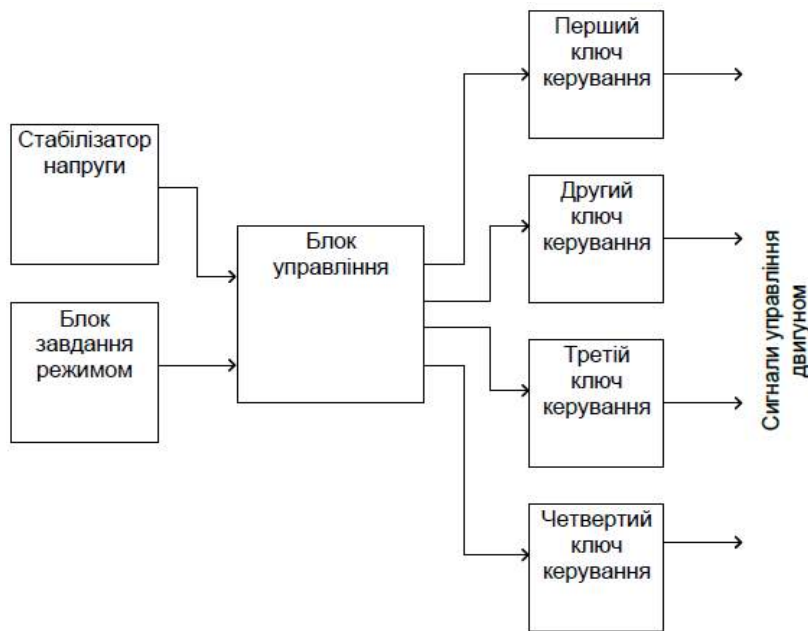 Перший
ключ
керування
Стабілізатор
напруги
Другий
ключ
керування
Блок
управління
Блок
завдання
режимом
Третій
ключ
керування
Четвертий
ключ
керування
Сигнали управління
двигуном